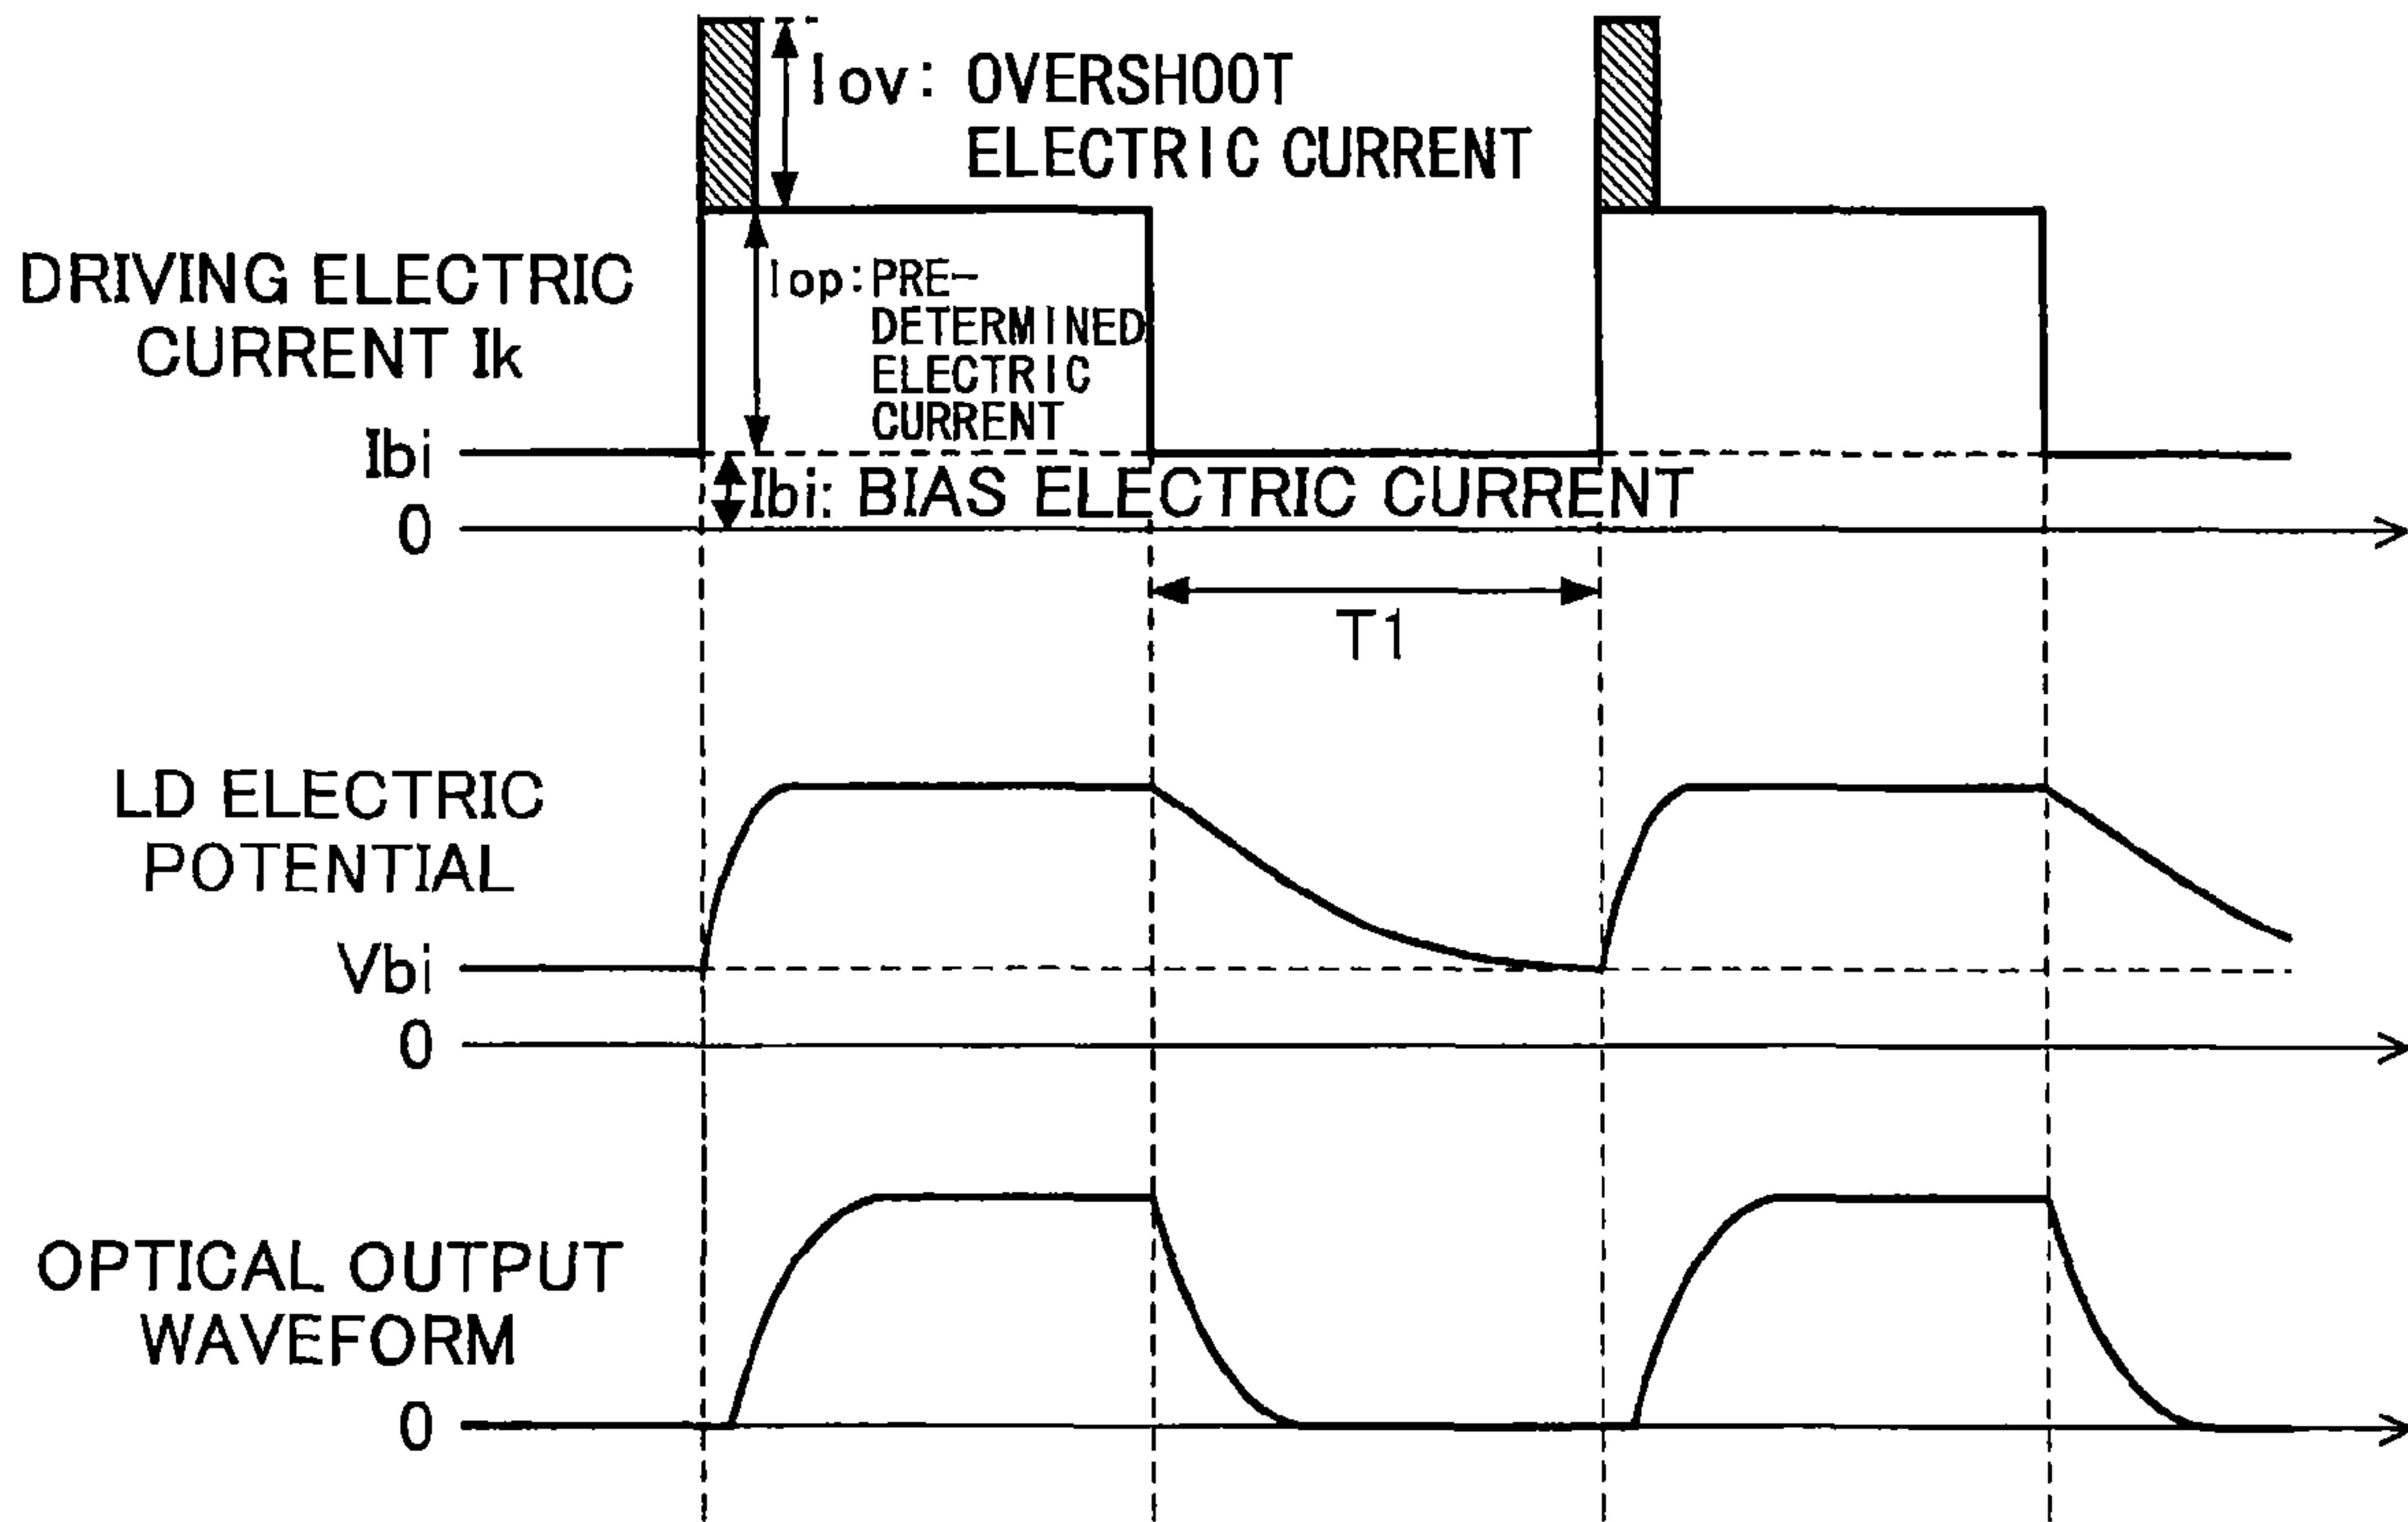 Iov: OVERSHOOT
ELECTRIC CURRENT
DRIVING ELECTRIC
CURRENT Ik
Iop: PRE-
DETERMINED
ELECTRIC
CURRENT
Ibi
Ibi: BIAS ELECTRIC CURRENT
0
T1
LD ELECTRIC
POTENTIAL
Vbi
0
OPTICAL OUTPUT
WAVEFORM
0